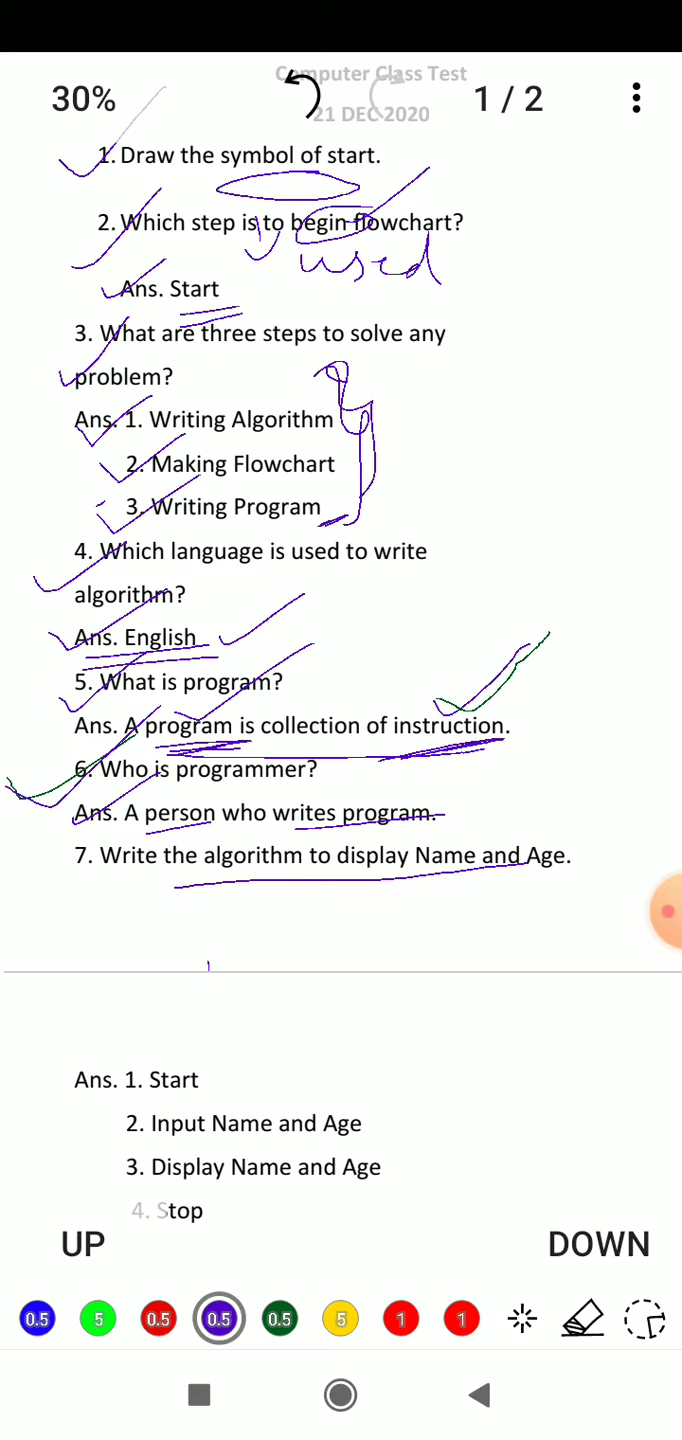 Computer Class Test
30%
1 / 2
21 DEC 2020
1. Draw the symbol of start.
2. Which step is to begin flowchart?
used
Ans. Start
3. What are three steps to solve any
problem?
Ans. 1. Writing Algorithm
2. Making Flowchart
3. Writing Program
4. Which language is used to write
algorithm?
Ans. English
5. What is program?
Ans. A program is collection of instruction.
6. Who is programmer?
Ans. A person who writes program.
7. Write the algorithm to display Name and Age.
Ans. 1. Start
2. Input Name and Age
3. Display Name and Age
4. Stop
UP DOWN
0.5 5 0.5 0.5 0.5 5 1 1